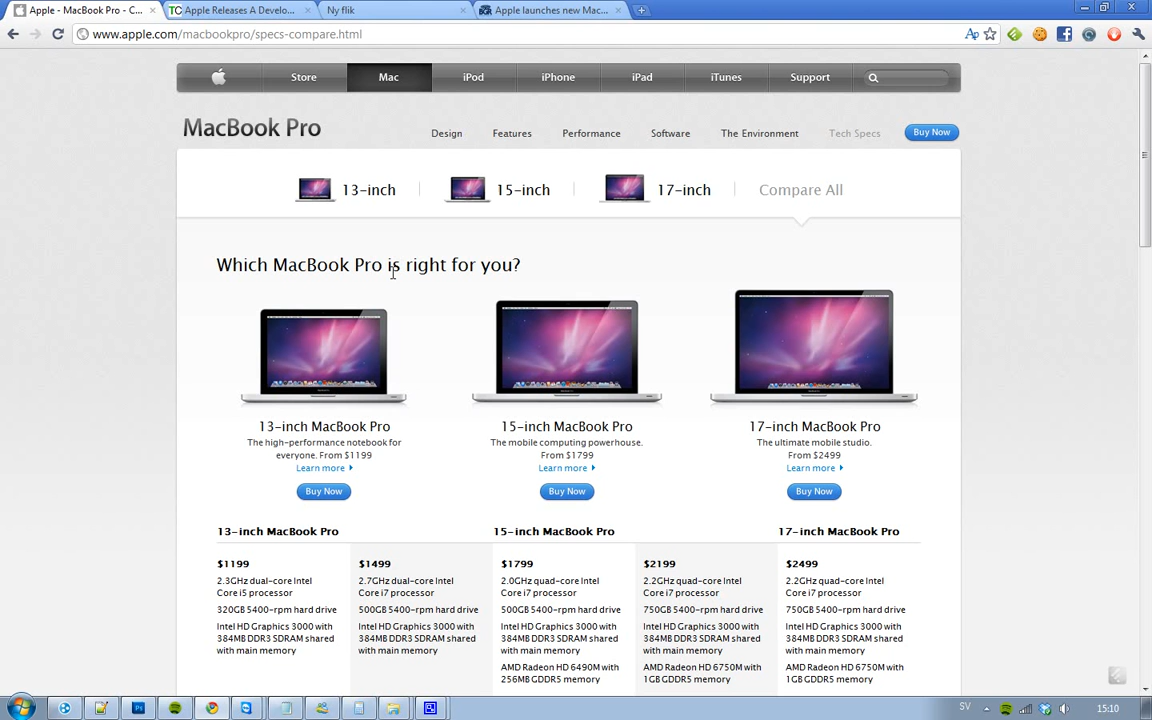 Apple - MacBook Pro - C...
Apple Releases A Develo...
Ny flik
Apple launches new Mac...
www.apple.com/macbookpro/specs-compare.html
Store Mac iPod iPhone iPad iTunes Support
MacBook Pro
Design Features Performance Software The Environment Tech Specs Buy Now
13-inch 15-inch 17-inch Compare All
Which MacBook Pro is right for you?
13-inch MacBook Pro
The high-performance notebook for
everyone. From $1199
Learn more
Buy Now
15-inch MacBook Pro
The mobile computing powerhouse.
From $1799
Learn more
Buy Now
17-inch MacBook Pro
The ultimate mobile studio.
From $2499
Learn more
Buy Now
13-inch MacBook Pro
15-inch MacBook Pro
17-inch MacBook Pro
$1199
2.3GHz dual-core Intel
Core i5 processor
320GB 5400-rpm hard drive
Intel HD Graphics 3000 with
384MB DDR3 SDRAM shared
with main memory
$1499
2.7GHz dual-core Intel
Core i7 processor
500GB 5400-rpm hard drive
Intel HD Graphics 3000 with
384MB DDR3 SDRAM shared
with main memory
$1799
2.0GHz quad-core Intel
Core i7 processor
500GB 5400-rpm hard drive
Intel HD Graphics 3000 with
384MB DDR3 SDRAM shared
with main memory
AMD Radeon HD 6490M with
256MB GDDR5 memory
$2199
2.2GHz quad-core Intel
Core i7 processor
750GB 5400-rpm hard drive
Intel HD Graphics 3000 with
384MB DDR3 SDRAM shared
with main memory
AMD Radeon HD 6750M with
1GB GDDR5 memory
$2499
2.2GHz quad-core Intel
Core i7 processor
750GB 5400-rpm hard drive
Intel HD Graphics 3000 with
384MB DDR3 SDRAM shared
with main memory
AMD Radeon HD 6750M with
1GB GDDR5 memory
SV
15:10